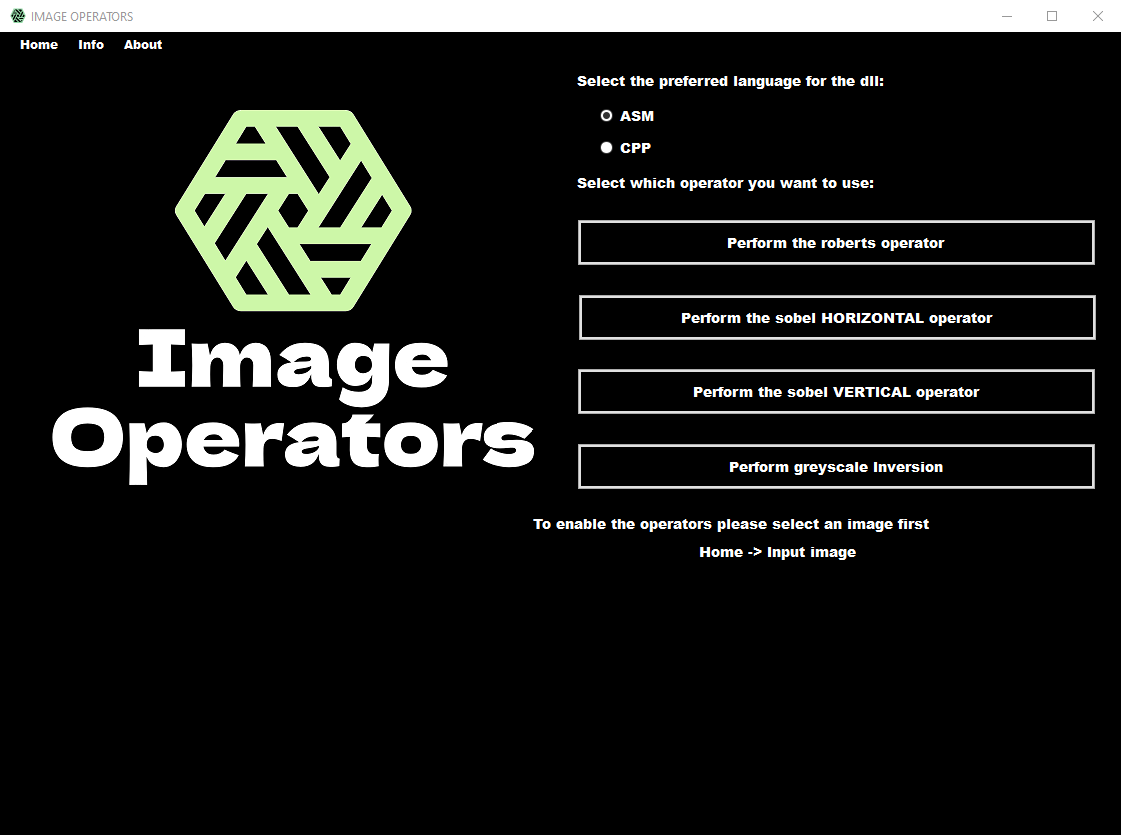 IMAGE OPERATORS
Home Info About
Select the preferred language for the dll:
ASM
CPP
Select which operator you want to use:
Perform the roberts operator
Perform the sobel HORIZONTAL operator
Perform the sobel VERTICAL operator
Perform greyscale Inversion
To enable the operators please select an image first
Home -> Input image
Image
Operators